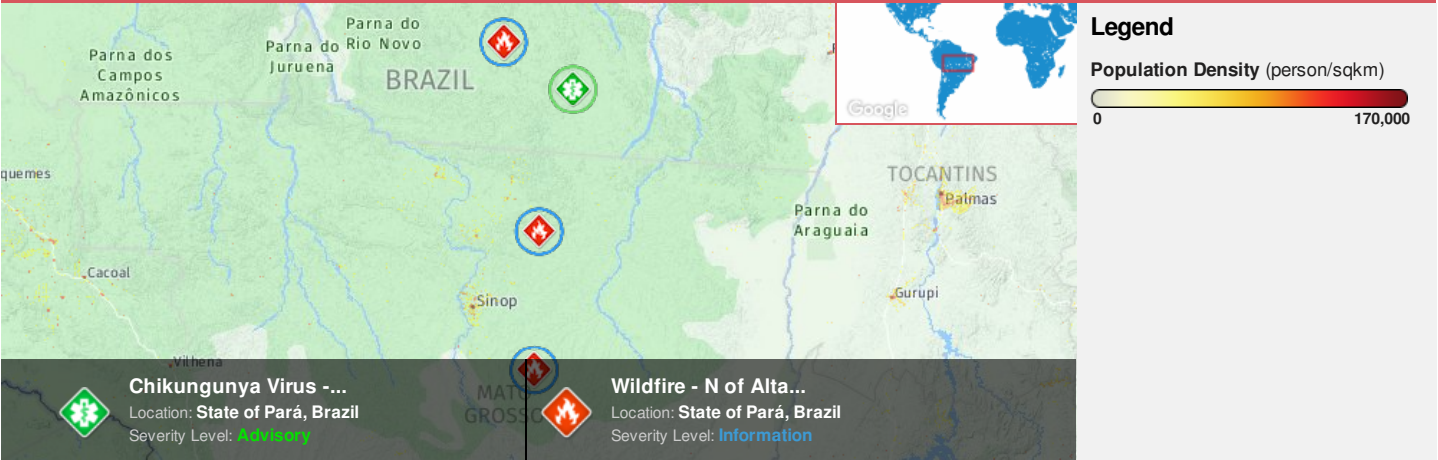 Parna do
Rio Novo
Parna dos
Campos
Amazônicos
Parna do
Juruena
BRAZIL
Google
Legend
Population Density (person/sqkm)
0
170,000
quemes
TOCANTINS
Palmas
Parna do
Araguaia
Cacoal
Sinop
Gurupi
Vilhena
MATO
GROSSO
Chikungunya Virus -...
Location: State of Pará, Brazil
Severity Level: Advisory
Wildfire - N of Alta...
Location: State of Pará, Brazil
Severity Level: Information